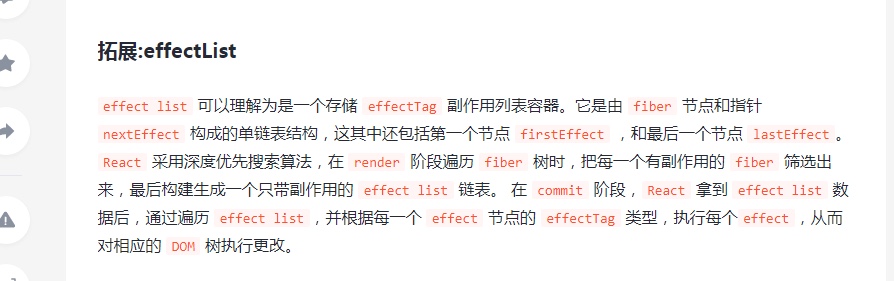 拓展:effectList
effect list 可以理解为是一个存储 effectTag 副作用列表容器。它是由 fiber 节点和指针
nextEffect 构成的单链表结构，这其中还包括第一个节点 firstEffect ，和最后一个节点 lastEffect。
React 采用深度优先搜索算法，在 render 阶段遍历 fiber 树时，把每一个有副作用的 fiber 筛选出
来，最后构建生成一个只带副作用的 effect list 链表。 在 commit 阶段，React 拿到 effect list 数
据后，通过遍历 effect list，并根据每一个 effect 节点的 effectTag 类型，执行每个effect，从而
对相应的 DOM 树执行更改。